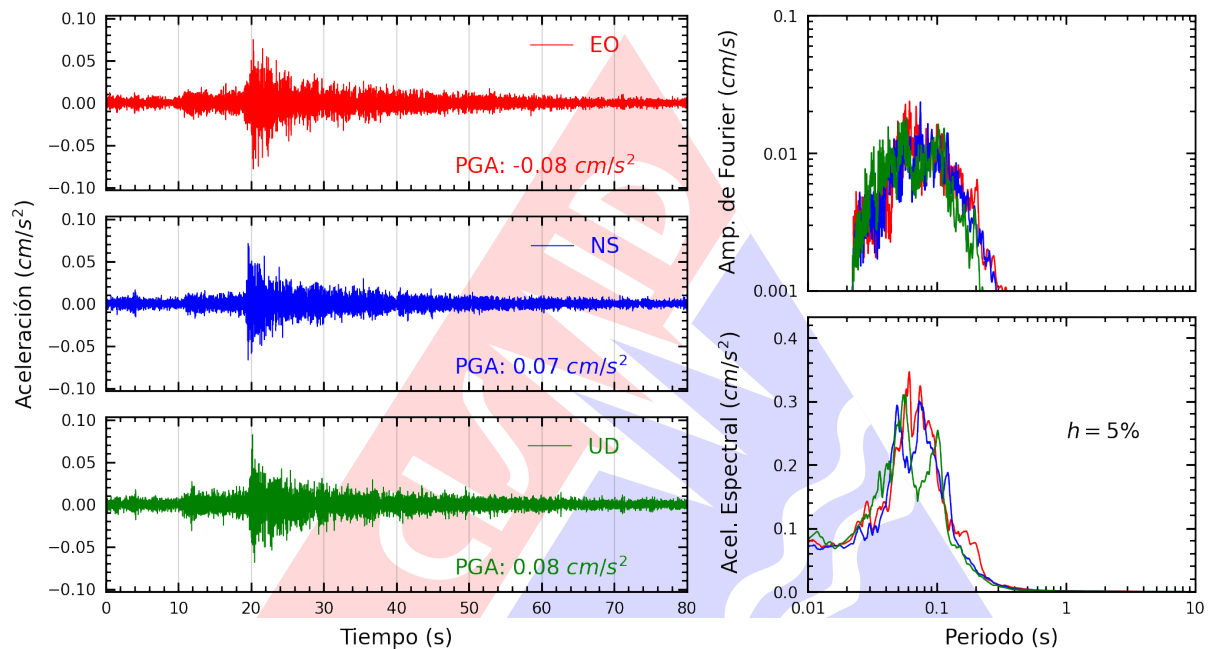 Aceleración (cm/s²)
0.10
0.05
0.00
−0.05
−0.10
EO
PGA: -0.08 cm/s²
0.10
0.05
0.00
−0.05
−0.10
NS
PGA: 0.07 cm/s²
0.10
0.05
0.00
−0.05
−0.10
UD
PGA: 0.08 cm/s²
0 10 20 30 40 50 60 70 80
Tiempo (s)
Amp. de Fourier (cm/s)
0.1
0.01
0.001
Acel. Espectral (cm/s²)
0.4
0.3
0.2
0.1
0.0
h = 5%
0.01 0.1 1 10
Periodo (s)
CISMID